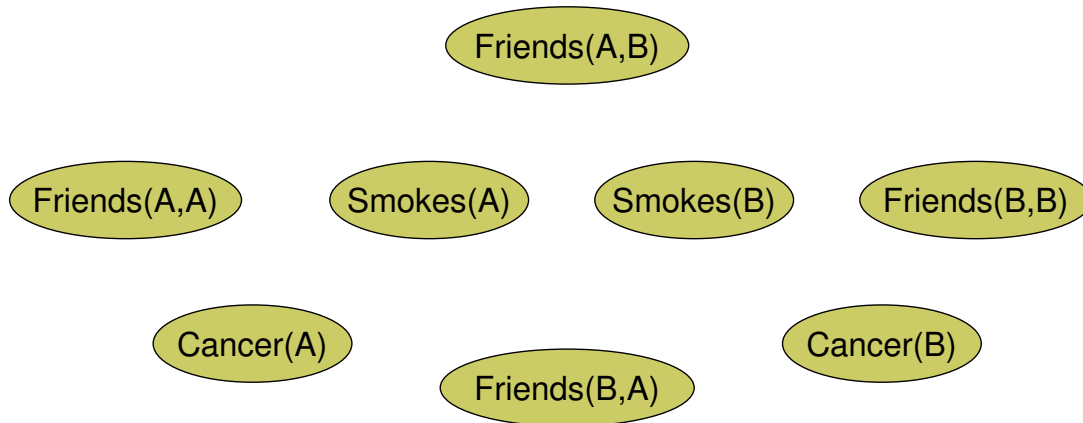 Friends(A,B)
Friends(A,A)
Smokes(A)
Smokes(B)
Friends(B,B)
Cancer(A)
Cancer(B)
Friends(B,A)